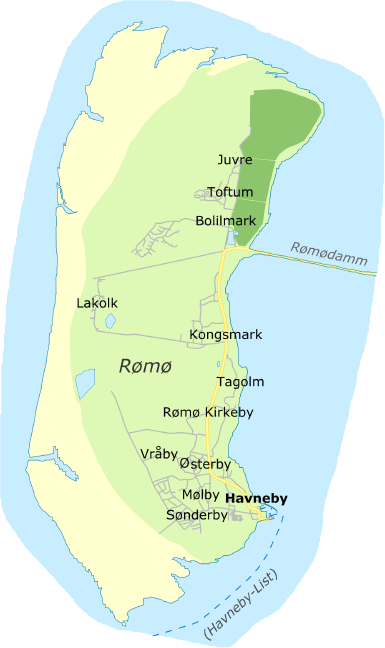 Juvre
Toftum
Bolilmark
Rømødamm
Lakolk
Kongsmark
Rømø
Tagolm
Rømø Kirkeby
Vråby
Østerby
Mølby
Havneby
Sønderby
(Havneby-List)